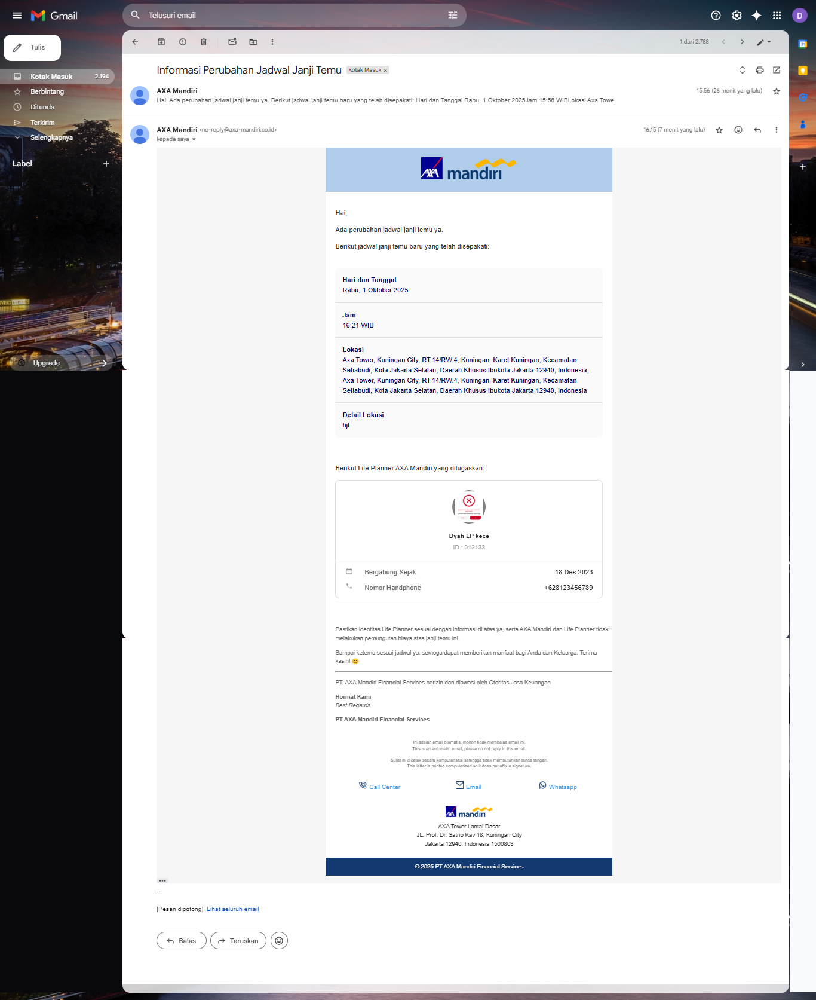 Gmail
Telusuri email
D
Tulis
1 dari 2.788
Kotak Masuk 2.194
Berbintang
Ditunda
Terkirim
Selengkapnya
Label
Upgrade
Informasi Perubahan Jadwal Janji Temu Kotak Masuk x
AXA Mandiri 15.56 (26 menit yang lalu)
Hai, Ada perubahan jadwal janji temu ya. Berikut jadwal janji temu baru yang telah disepakati: Hari dan Tanggal Rabu, 1 Oktober 2025Jam 15:56 WIBLokasi Axa Towe
AXA Mandiri <no-reply@axa-mandiri.co.id> 16.15 (7 menit yang lalu)
kepada saya
AXA mandiri
Hai,
Ada perubahan jadwal janji temu ya.
Berikut jadwal janji temu baru yang telah disepakati:
Hari dan Tanggal
Rabu, 1 Oktober 2025
Jam
16:21 WIB
Lokasi
Axa Tower, Kuningan City, RT.14/RW.4, Kuningan, Karet Kuningan, Kecamatan
Setiabudi, Kota Jakarta Selatan, Daerah Khusus Ibukota Jakarta 12940, Indonesia,
Axa Tower, Kuningan City, RT.14/RW.4, Kuningan, Karet Kuningan, Kecamatan
Setiabudi, Kota Jakarta Selatan, Daerah Khusus Ibukota Jakarta 12940, Indonesia
Detail Lokasi
hjf
Berikut Life Planner AXA Mandiri yang ditugaskan:
Dyah LP kece
ID : 012133
Bergabung Sejak 18 Des 2023
Nomor Handphone +628123456789
Pastikan identitas Life Planner sesuai dengan informasi di atas ya, serta AXA Mandiri dan Life Planner tidak
melakukan pemungutan biaya atas janji temu ini.
Sampai ketemu sesuai jadwal ya, semoga dapat memberikan manfaat bagi Anda dan Keluarga. Terima
kasih! 😊
PT. AXA Mandiri Financial Services berizin dan diawasi oleh Otoritas Jasa Keuangan
Hormat Kami
Best Regards
PT AXA Mandiri Financial Services
Ini adalah email otomatis, mohon tidak membalas email ini.
This is an automatic email, please do not reply to this email.
Surat ini dicetak secara komputerisasi sehingga tidak membutuhkan tanda tangan.
This letter is printed computerized so it does not affix a signature.
Call Center Email Whatsapp
AXA mandiri
AXA Tower Lantai Dasar
JL. Prof. Dr. Satrio Kav 18, Kuningan City
Jakarta 12940, Indonesia 1500803
© 2025 PT AXA Mandiri Financial Services
...
[Pesan dipotong] Lihat seluruh email
Balas Teruskan